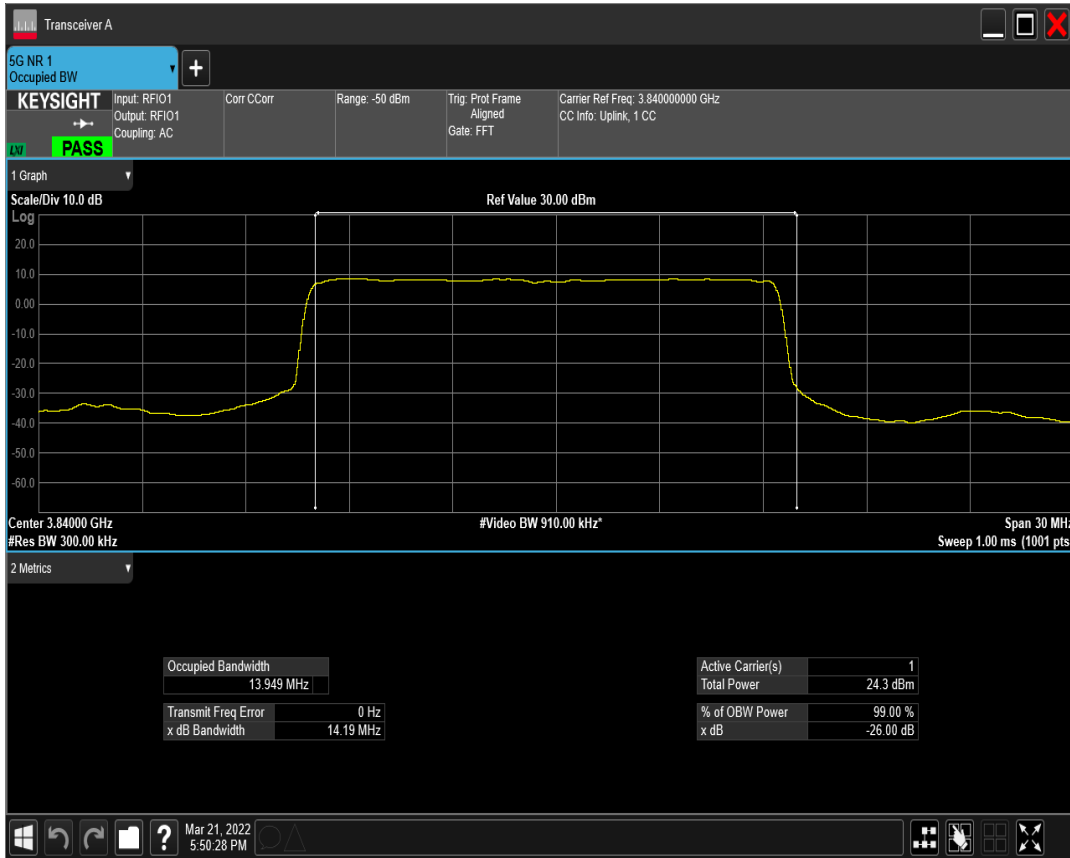 Transceiver A
5G NR 1
Occupied BW
KEYSIGHT
Input: RFIO1
Output: RFIO1
Coupling: AC
Corr CCorr
Range: -50 dBm
Trig: Prot Frame
Aligned
Gate: FFT
Carrier Ref Freq: 3.840000000 GHz
CC Info: Uplink, 1 CC
LXI
PASS
1 Graph
Scale/Div 10.0 dB
Ref Value 30.00 dBm
Log
20.0
10.0
0.00
-10.0
-20.0
-30.0
-40.0
-50.0
-60.0
Center 3.84000 GHz
#Video BW 910.00 kHz*
Span 30 MHz
#Res BW 300.00 kHz
Sweep 1.00 ms (1001 pts
2 Metrics
Occupied Bandwidth
13.949 MHz
Transmit Freq Error 0 Hz
x dB Bandwidth 14.19 MHz
Active Carrier(s) 1
Total Power 24.3 dBm
% of OBW Power 99.00 %
x dB -26.00 dB
?
Mar 21, 2022
5:50:28 PM